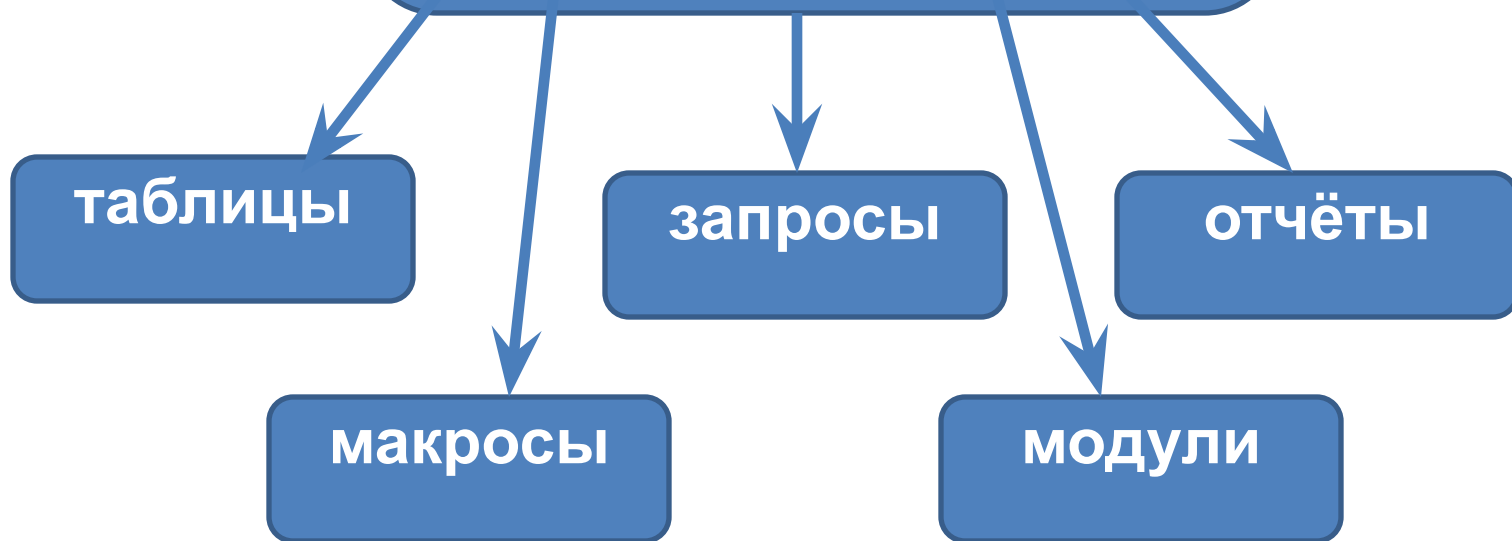 таблицы
запросы
отчёты
макросы
модули